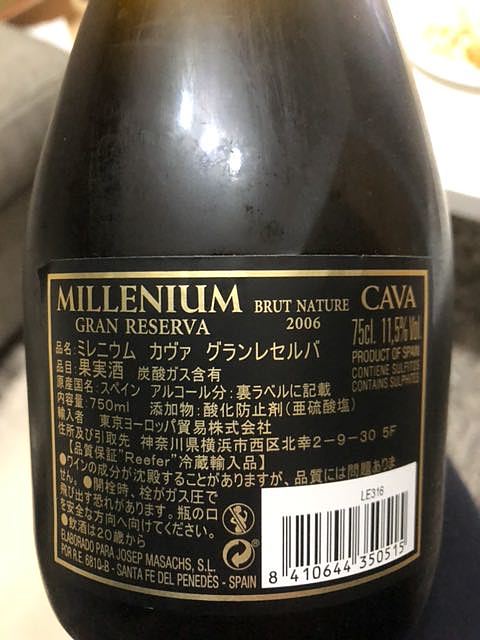 MILLENIUM BRUT NATURE CAVA
GRAN RESERVA 2006 75cl. 11,5% Vol.
PRODUCT OF SPAIN
CONTIENE SULFITOS
CONTAINS SULPHITES
品名:ミレニウム カヴァ グランレセルバ
品目:果実酒 炭酸ガス含有
原産国名:スペイン アルコール分:裏ラベルに記載
内容量:750ml 添加物:酸化防止剤(亜硫酸塩)
輸入者 東京ヨーロッパ貿易株式会社
住所及び引取先 神奈川県横浜市西区北幸2-9-30 5F
【品質保証"Reefer"冷蔵輸入品】
●ワインの成分が沈殿することがありますが、品質には問題ありま
せん。●開栓時、栓がガス圧で
飛び出す恐れがあります。瓶の口
を安全な方向へ向けてください。
●飲酒は20歳から
ELABORADO PARA JOSEP MASACHS, S.L.
POR R.E. 6810-B - SANTA FE DEL PENEDÈS - SPAIN
LE316
8 410644 350515